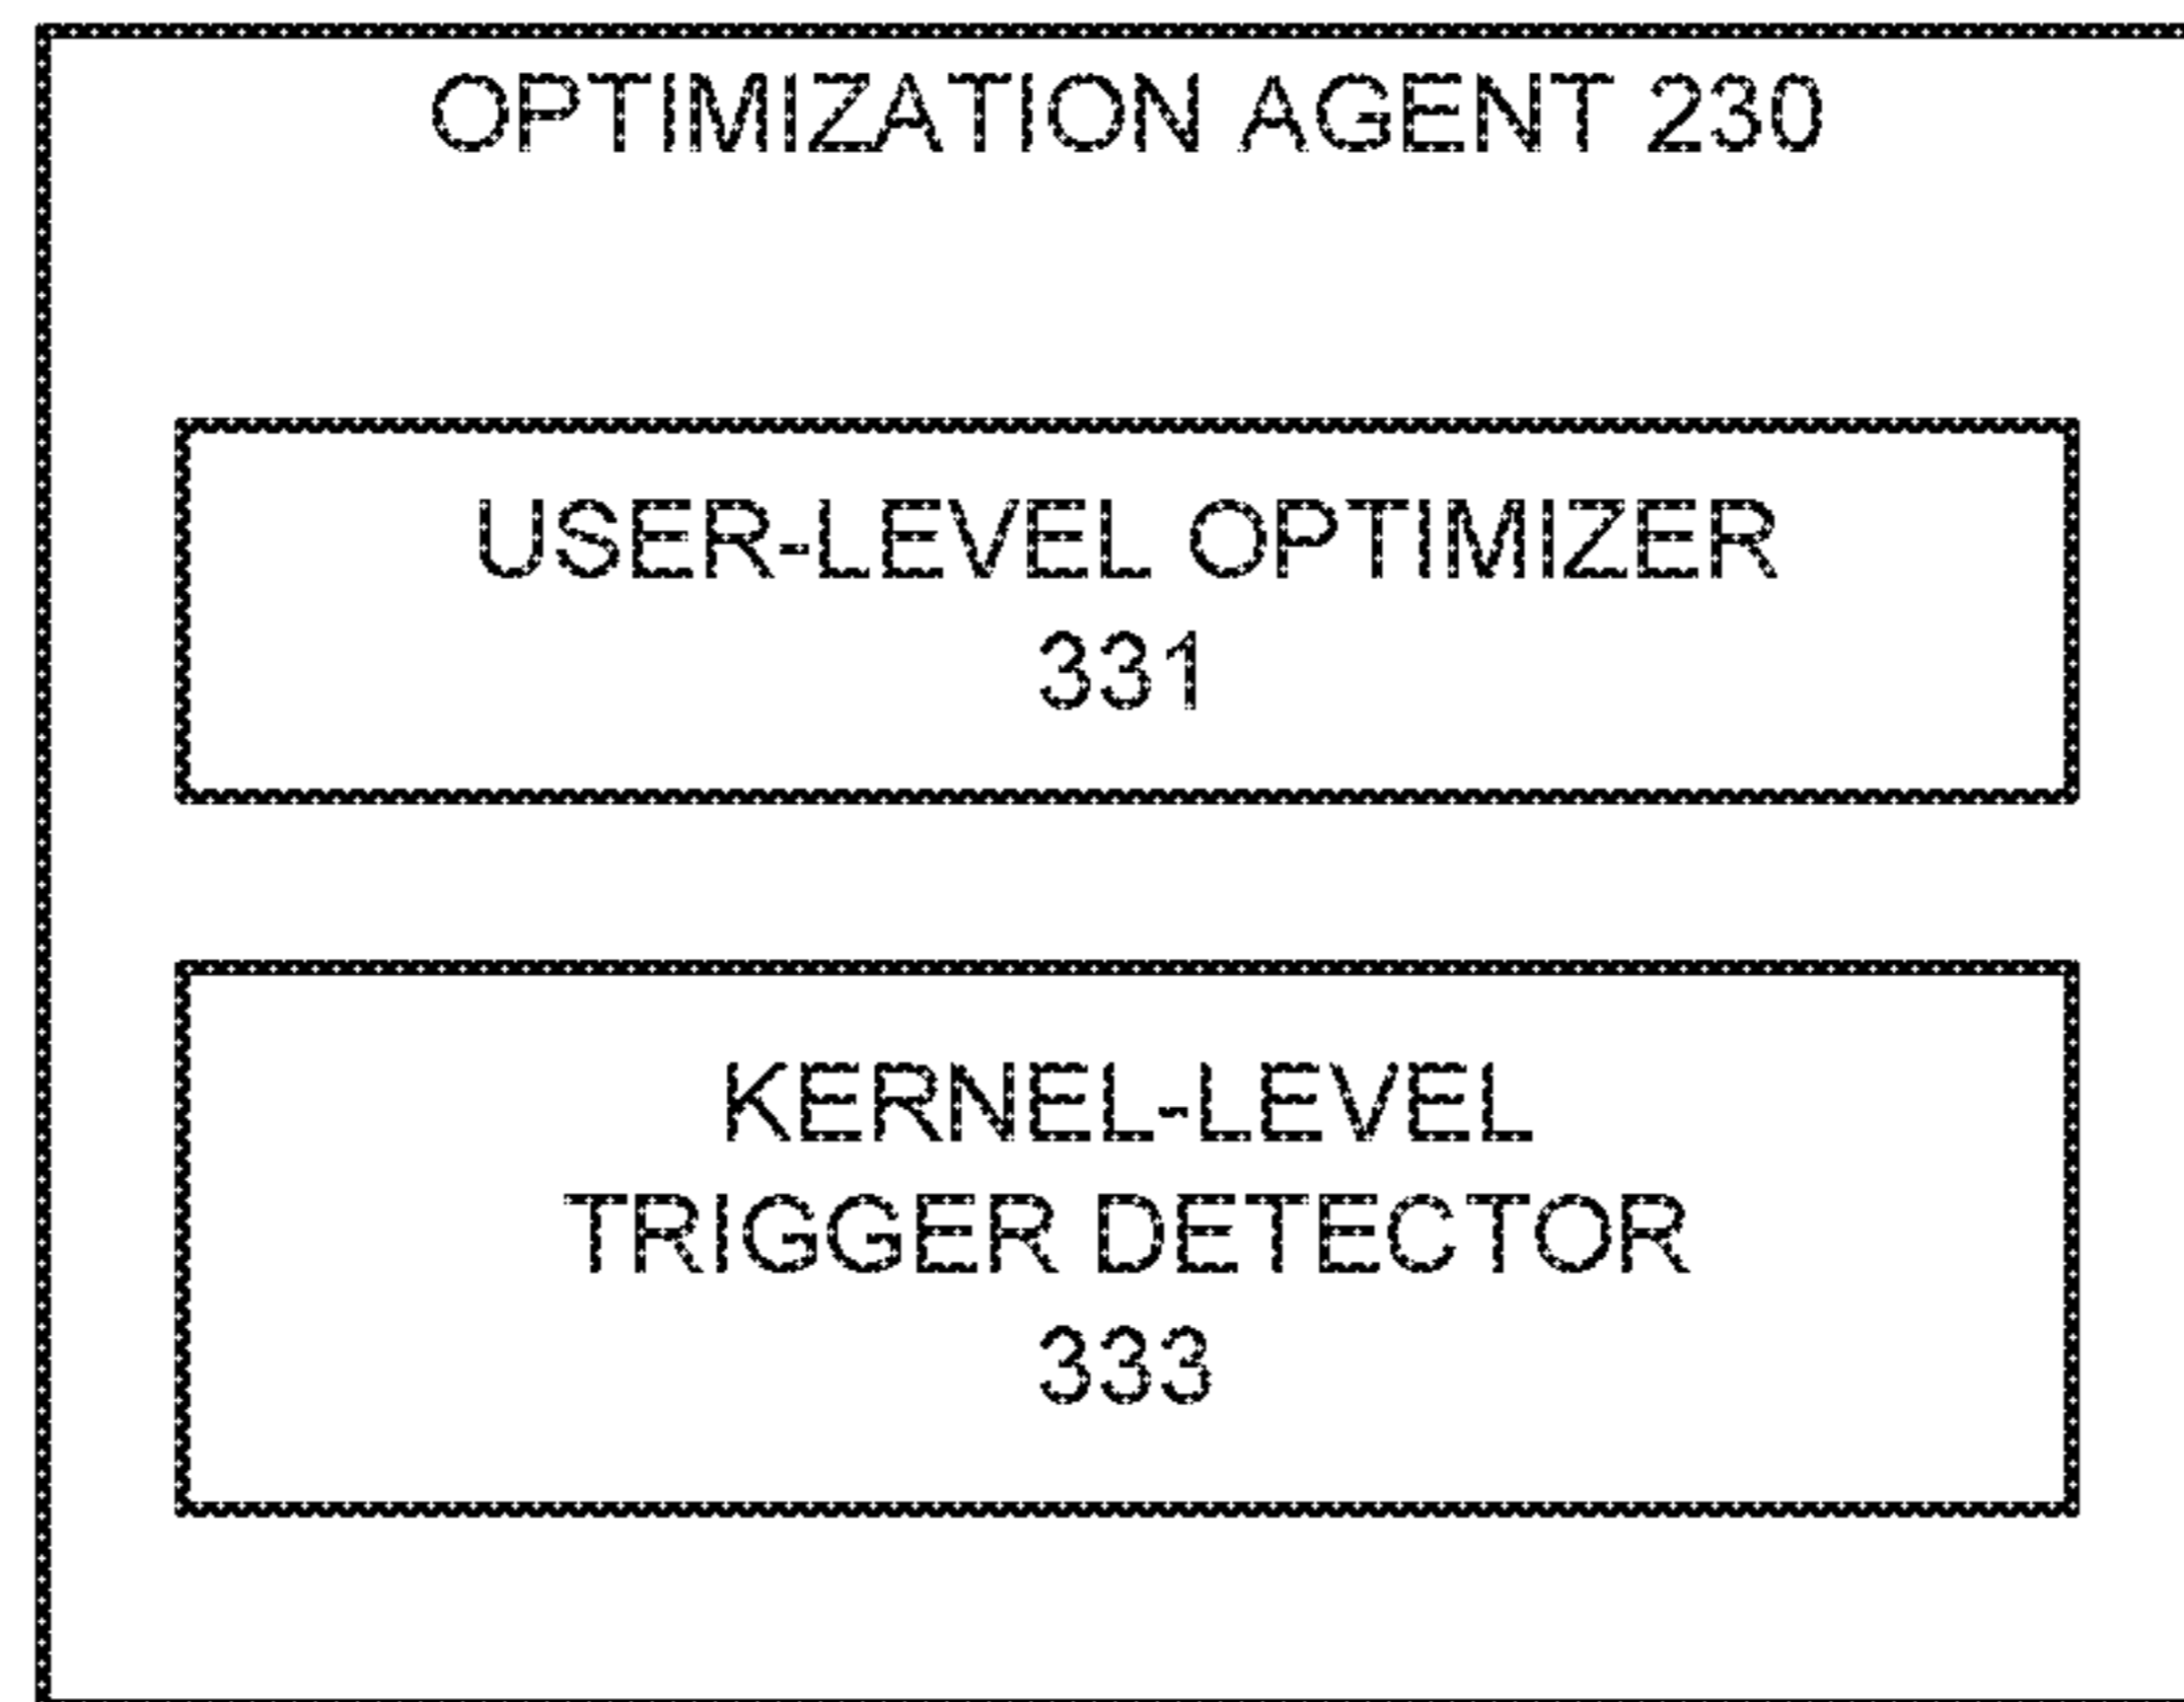 OPTIMIZATION AGENT 230
USER-LEVEL OPTIMIZER
331
KERNEL-LEVEL
TRIGGER DETECTOR
333